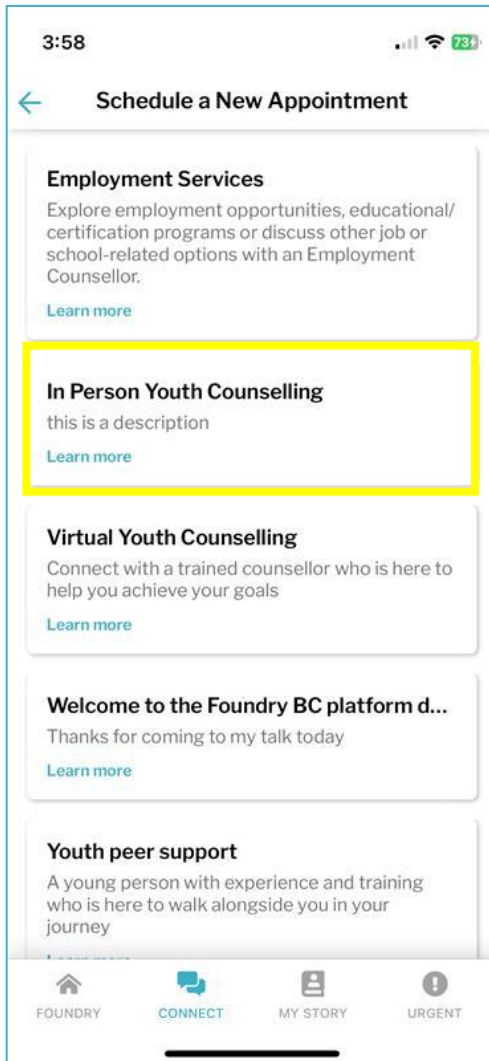 3:58
73
Schedule a New Appointment
Employment Services
Explore employment opportunities, educational/
certification programs or discuss other job or
school-related options with an Employment
Counsellor.
Learn more
In Person Youth Counselling
this is a description
Learn more
Virtual Youth Counselling
Connect with a trained counsellor who is here to
help you achieve your goals
Learn more
Welcome to the Foundry BC platform d...
Thanks for coming to my talk today
Learn more
Youth peer support
A young person with experience and training
who is here to walk alongside you in your
journey
FOUNDRY
CONNECT
MY STORY
URGENT